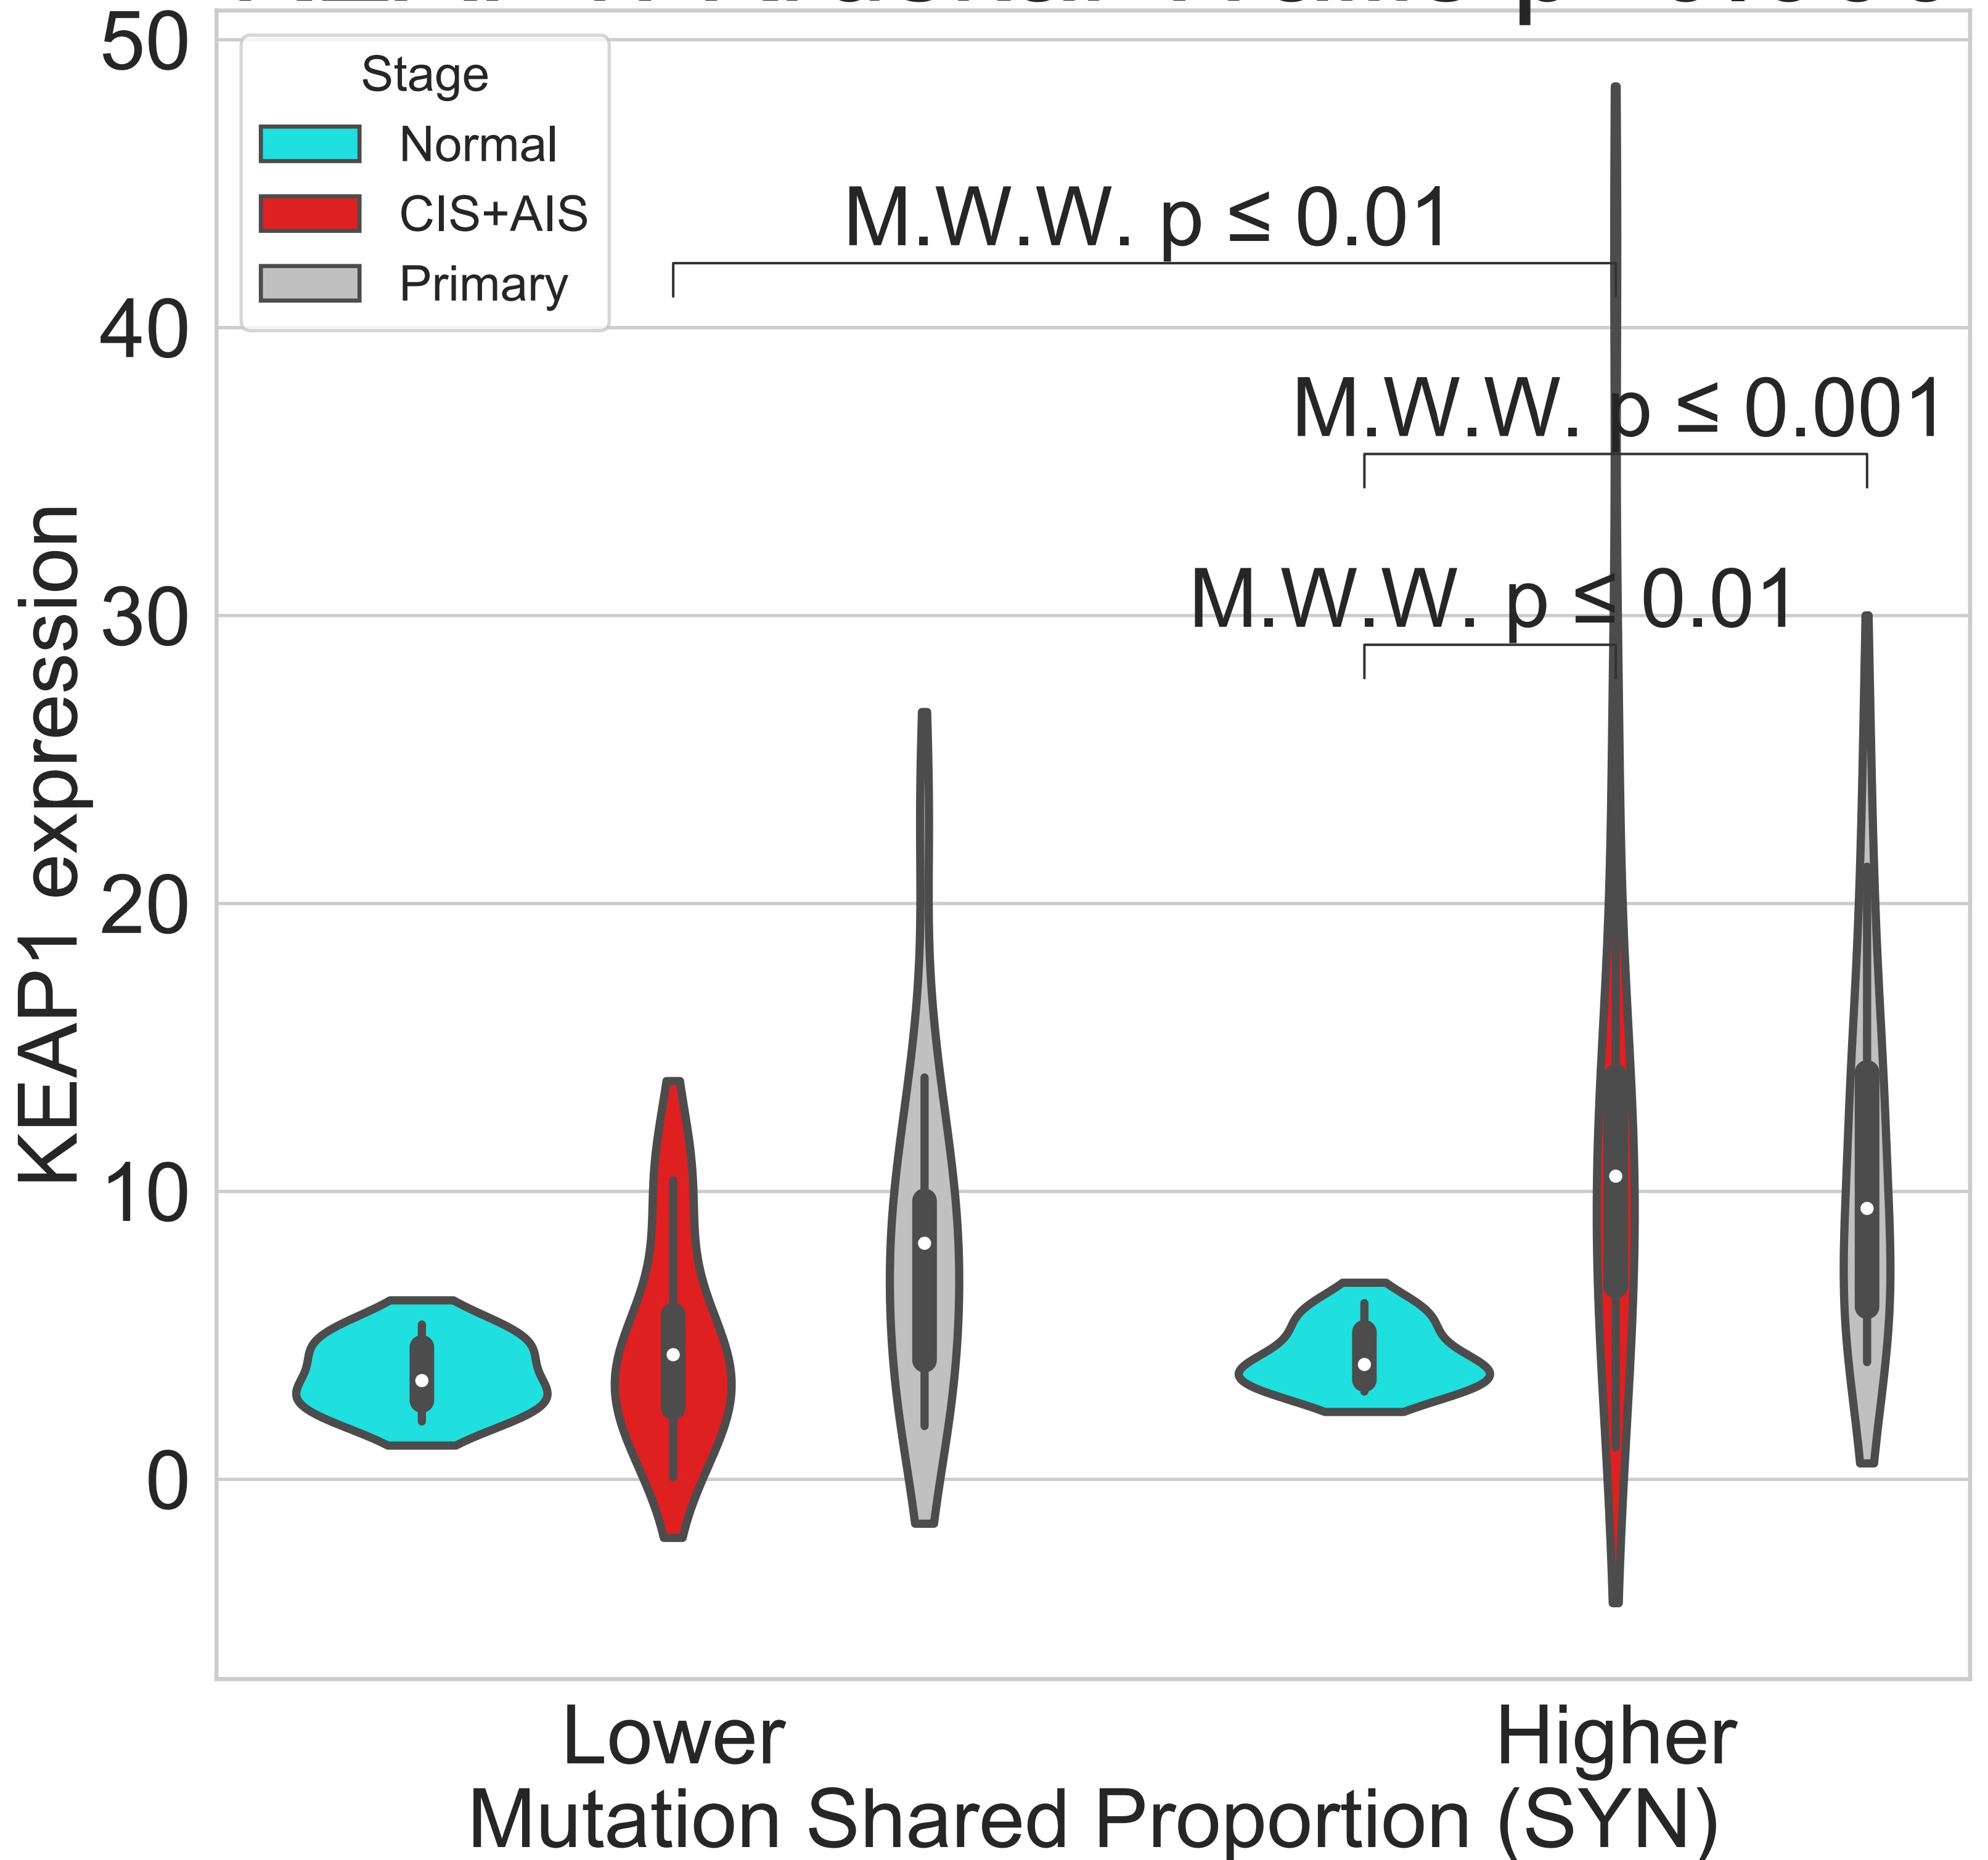 50
Stage
Normal
CIS+AIS
Primary
M.W.W. p ≤ 0.01
40
M.W.W. p ≤ 0.001
M.W.W. p ≤ 0.01
30
20
10
0
KEAP1 expression
Lower
Higher
Mutation Shared Proportion (SYN)